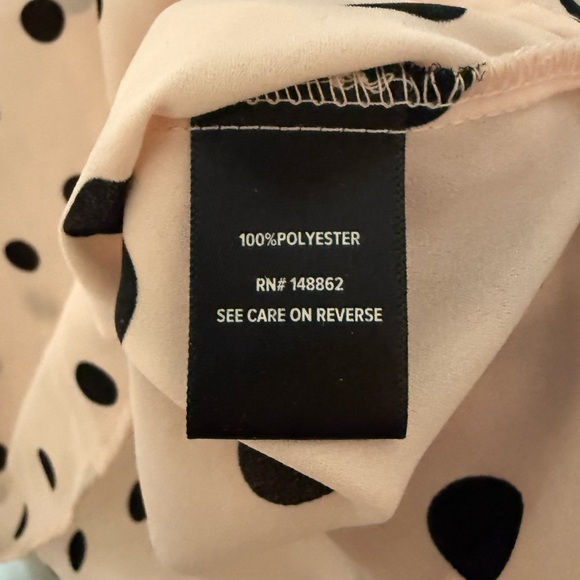 100%POLYESTER
RN# 148862
SEE CARE ON REVERSE